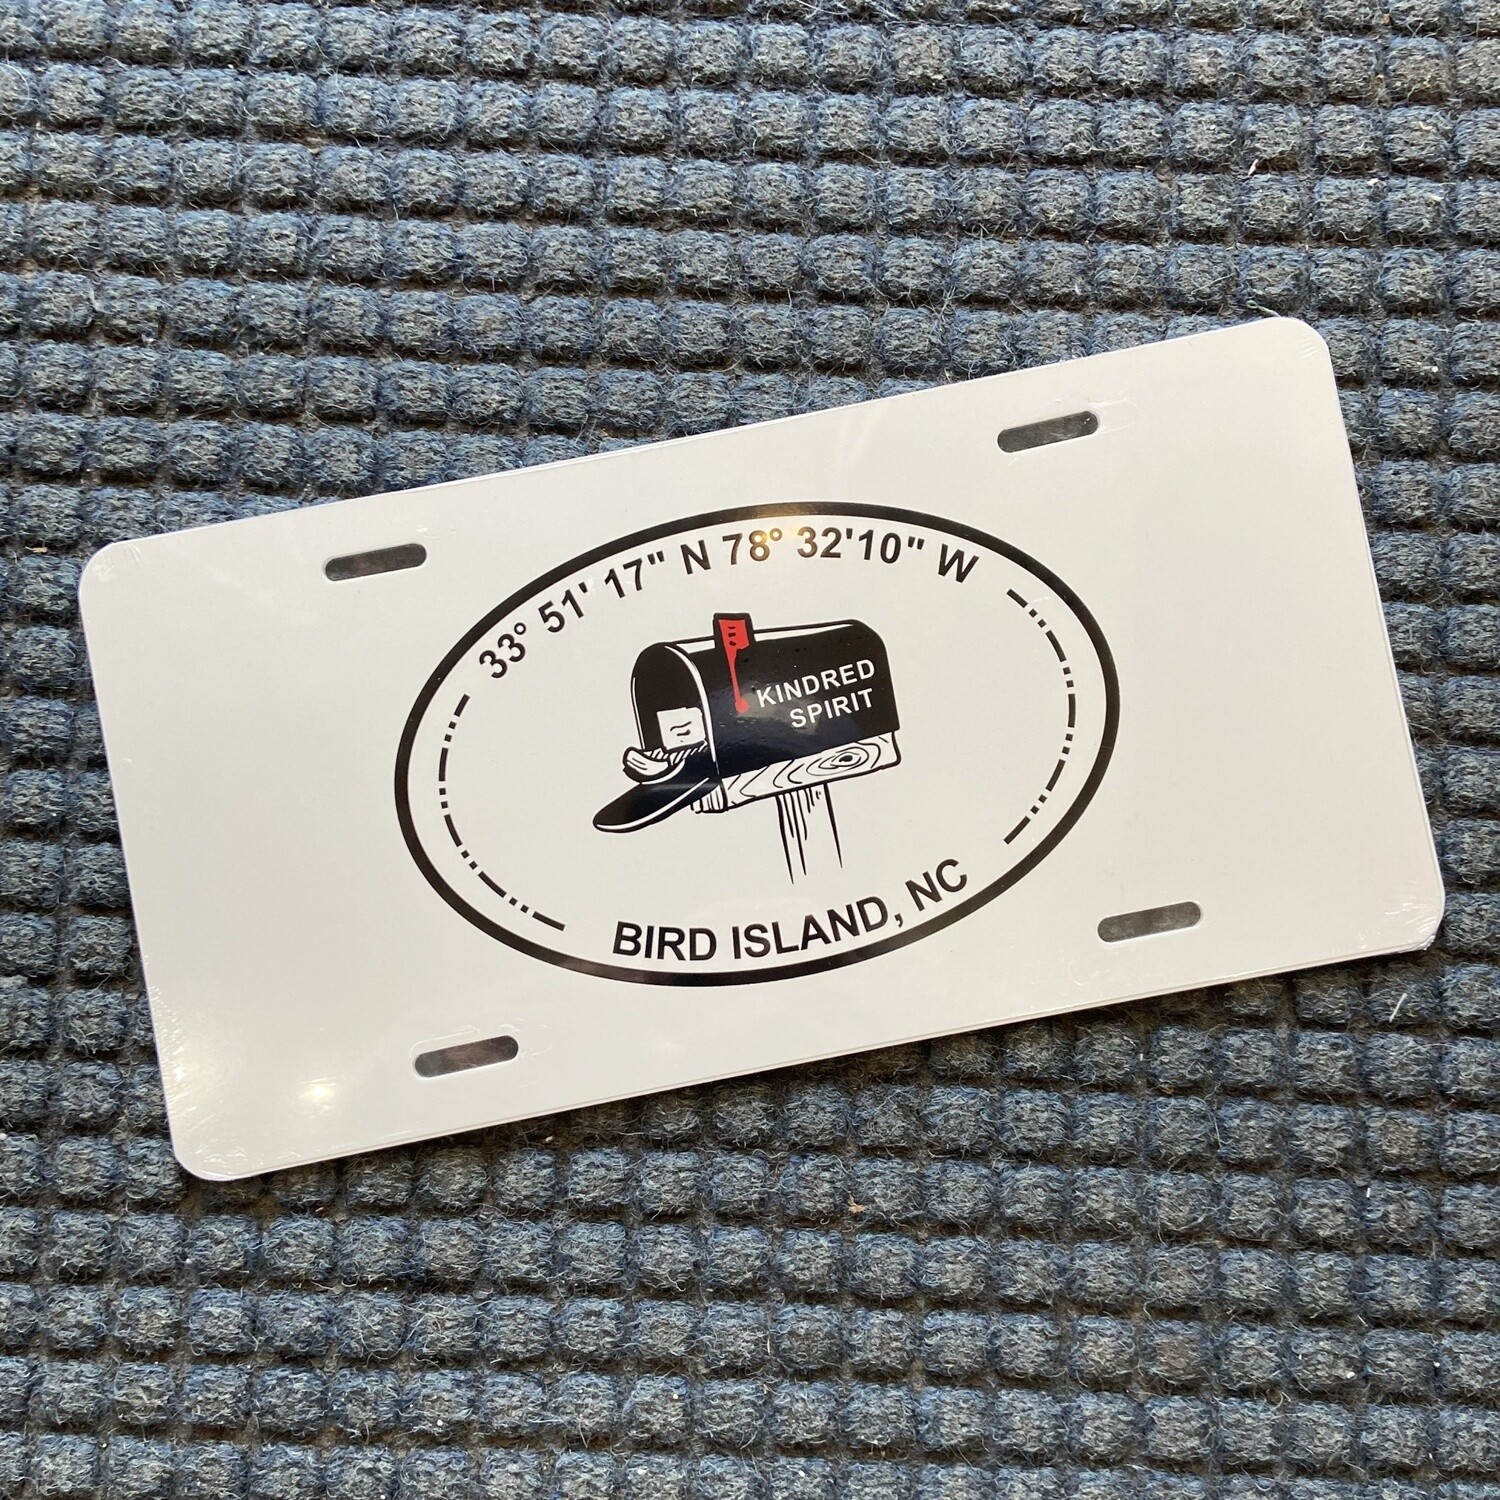 33° 51' 17" N 78° 32'10" W
KINDRED
SPIRIT
BIRD ISLAND, NC